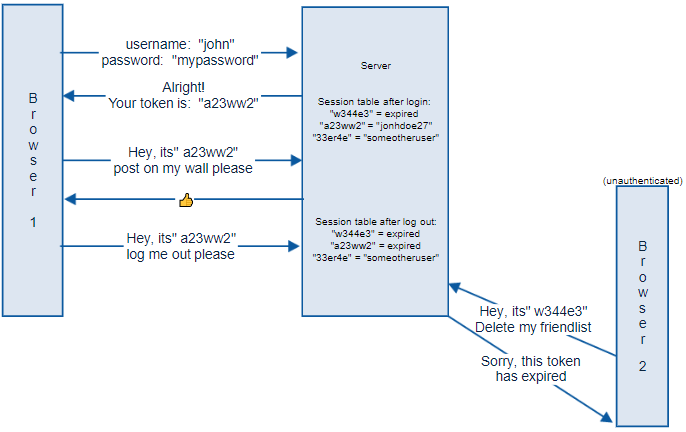 username:  "john"
password:  "mypassword"
Alright!
Your token is:  "a23ww2"
Hey, its" a23ww2"
post on my wall please
Hey, its" a23ww2"
log me out please
Browser 1
Server
Session table after login:
"w344e3" = expired
"a23ww2" = "jonhdoe27"
"33er4e" = "someotheruser"
Session table after log out:
"w344e3" = expired
"a23ww2" = expired
"33er4e" = "someotheruser"
(unauthenticated)
Browser 2
Hey, its" w344e3"
Delete my friendlist
Sorry, this token
has expired